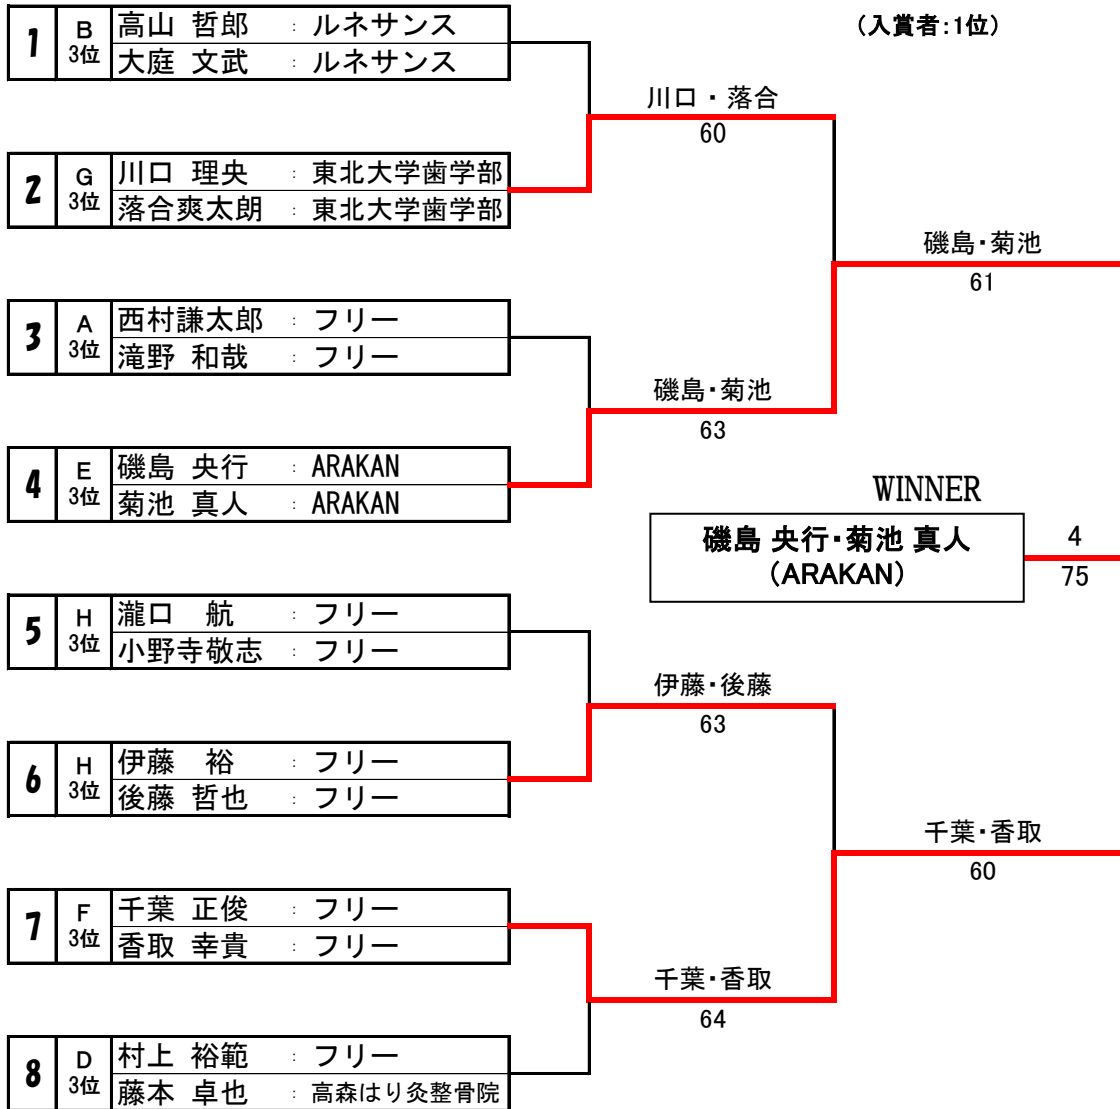 (入賞者:1位)
1 B 3位 高山 哲郎 : ルネサンス
大庭 文武 : ルネサンス
川口・落合
60
2 G 3位 川口 理央 : 東北大学歯学部
落合爽太朗 : 東北大学歯学部
磯島・菊池
61
3 A 3位 西村謙太郎 : フリー
滝野 和哉 : フリー
磯島・菊池
63
4 E 3位 磯島 央行 : ARAKAN
菊池 真人 : ARAKAN
WINNER
磯島 央行・菊池 真人
(ARAKAN)
4
75
5 H 3位 瀧口 航 : フリー
小野寺敬志 : フリー
伊藤・後藤
63
6 H 3位 伊藤 裕 : フリー
後藤 哲也 : フリー
千葉・香取
60
7 F 3位 千葉 正俊 : フリー
香取 幸貴 : フリー
千葉・香取
64
8 D 3位 村上 裕範 : フリー
藤本 卓也 : 高森はり灸整骨院